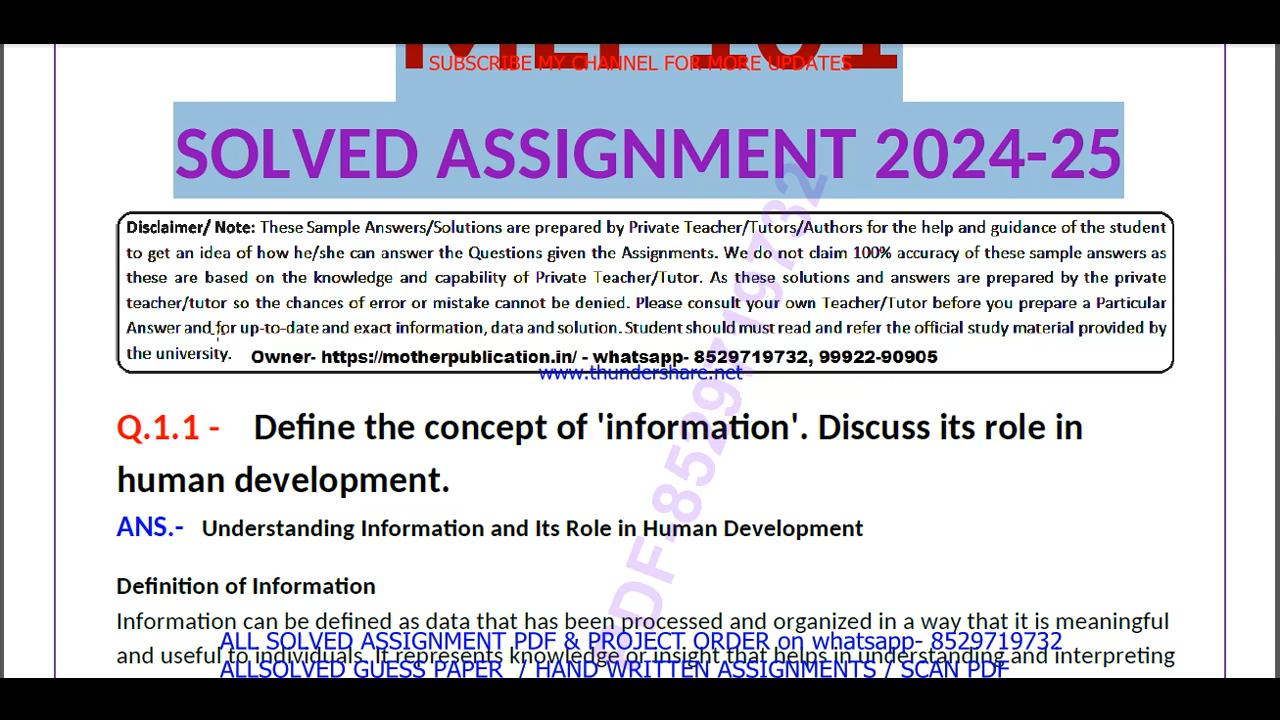 SUBSCRIBE MY CHANNEL FOR MORE UPDATES
SOLVED ASSIGNMENT 2024-25
Disclaimer/ Note: These Sample Answers/Solutions are prepared by Private Teacher/Tutors/Authors for the help and guidance of the student
to get an idea of how he/she can answer the Questions given the Assignments. We do not claim 100% accuracy of these sample answers as
these are based on the knowledge and capability of Private Teacher/Tutor. As these solutions and answers are prepared by the private
teacher/tutor so the chances of error or mistake cannot be denied. Please consult your own Teacher/Tutor before you prepare a Particular
Answer and for up-to-date and exact information, data and solution. Student should must read and refer the official study material provided by
the university. Owner- https://motherpublication.in/ - whatsapp- 8529719732, 99922-90905
www.thundershare.net
Q.1.1 - Define the concept of 'information'. Discuss its role in
human development.
ANS.- Understanding Information and Its Role in Human Development
Definition of Information
Information can be defined as data that has been processed and organized in a way that it is meaningful
ALL SOLVED ASSIGNMENT PDF & PROJECT ORDER on whatsapp- 8529719732
and useful to individuals. It represents knowledge or insight that helps in understanding and interpreting
ALLSOLVED GUESS PAPER / HAND WRITTEN ASSIGNMENTS / SCAN PDF
PDF-8529719732